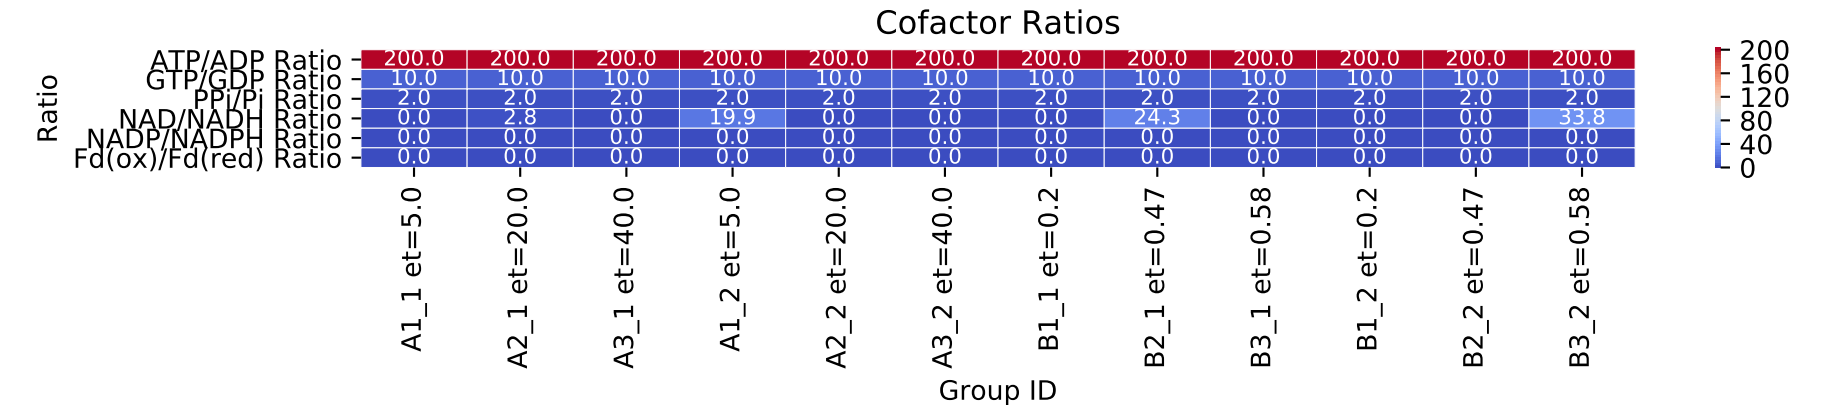 Cofactor Ratios
Ratio
ATP/ADP Ratio 200.0 200.0 200.0 200.0 200.0 200.0 200.0 200.0 200.0 200.0 200.0 200.0
GTP/GDP Ratio 10.0 10.0 10.0 10.0 10.0 10.0 10.0 10.0 10.0 10.0 10.0 10.0
PPi/Pi Ratio 2.0 2.0 2.0 2.0 2.0 2.0 2.0 2.0 2.0 2.0 2.0 2.0
NAD/NADH Ratio 0.0 2.8 0.0 19.9 0.0 0.0 0.0 24.3 0.0 0.0 0.0 33.8
NADP/NADPH Ratio 0.0 0.0 0.0 0.0 0.0 0.0 0.0 0.0 0.0 0.0 0.0 0.0
Fd(ox)/Fd(red) Ratio 0.0 0.0 0.0 0.0 0.0 0.0 0.0 0.0 0.0 0.0 0.0 0.0
A1_1 et=5.0
A2_1 et=20.0
A3_1 et=40.0
A1_2 et=5.0
A2_2 et=20.0
A3_2 et=40.0
B1_1 et=0.2
B2_1 et=0.47
B3_1 et=0.58
B1_2 et=0.2
B2_2 et=0.47
B3_2 et=0.58
Group ID
200
160
120
80
40
0